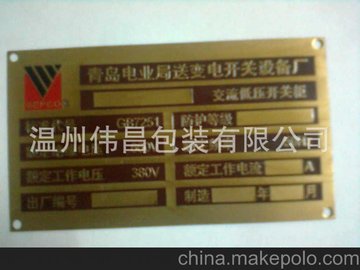 青岛电业局送变电开关设备厂
交流低压开关柜
GB7251 防护等级
温州伟昌包装有限公司
额定工作电压 380V 额定工作电流 A
出厂编号 制造 年 月
china.makepolo.com